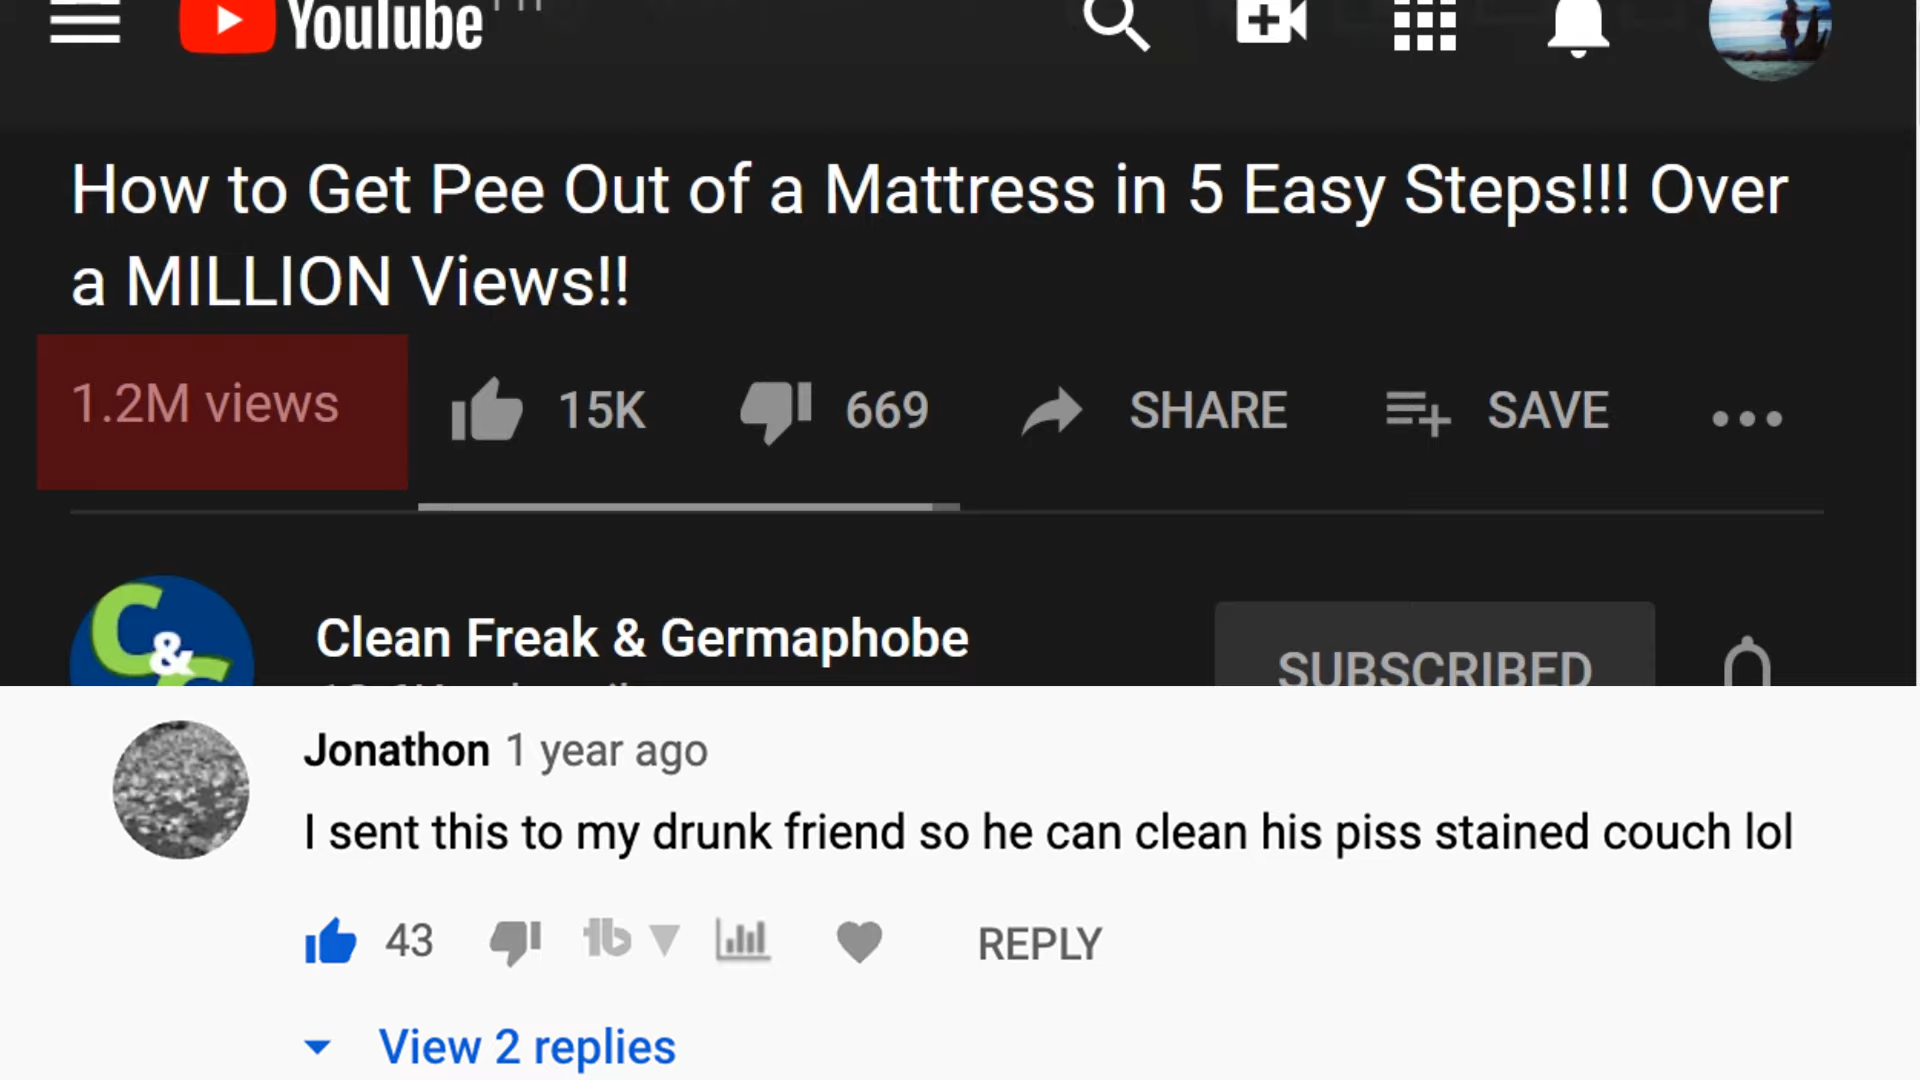 YouTube
How to Get Pee Out of a Mattress in 5 Easy Steps!!! Over
a MILLION Views!!
1.2M views 15K 669 SHARE SAVE
C&
Clean Freak & Germaphobe SUBSCRIBED
Jonathon 1 year ago
I sent this to my drunk friend so he can clean his piss stained couch lol
43 tb REPLY
View 2 replies